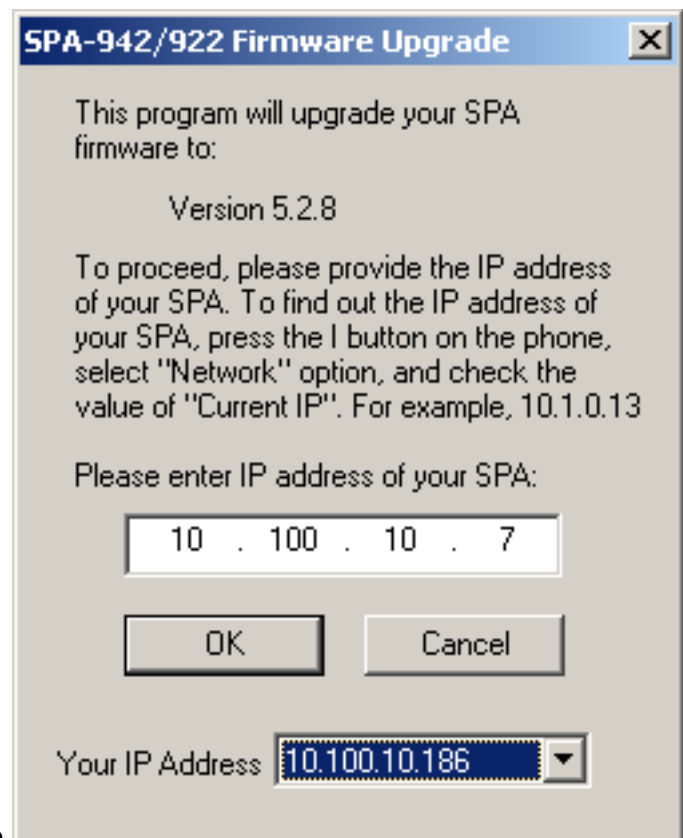 SPA-942/922 Firmware Upgrade
This program will upgrade your SPA
firmware to:
Version 5.2.8
To proceed, please provide the IP address
of your SPA. To find out the IP address of
your SPA, press the I button on the phone,
select "Network" option, and check the
value of "Current IP". For example, 10.1.0.13
Please enter IP address of your SPA:
10 . 100 . 10 . 7
OK Cancel
Your IP Address 10.100.10.186